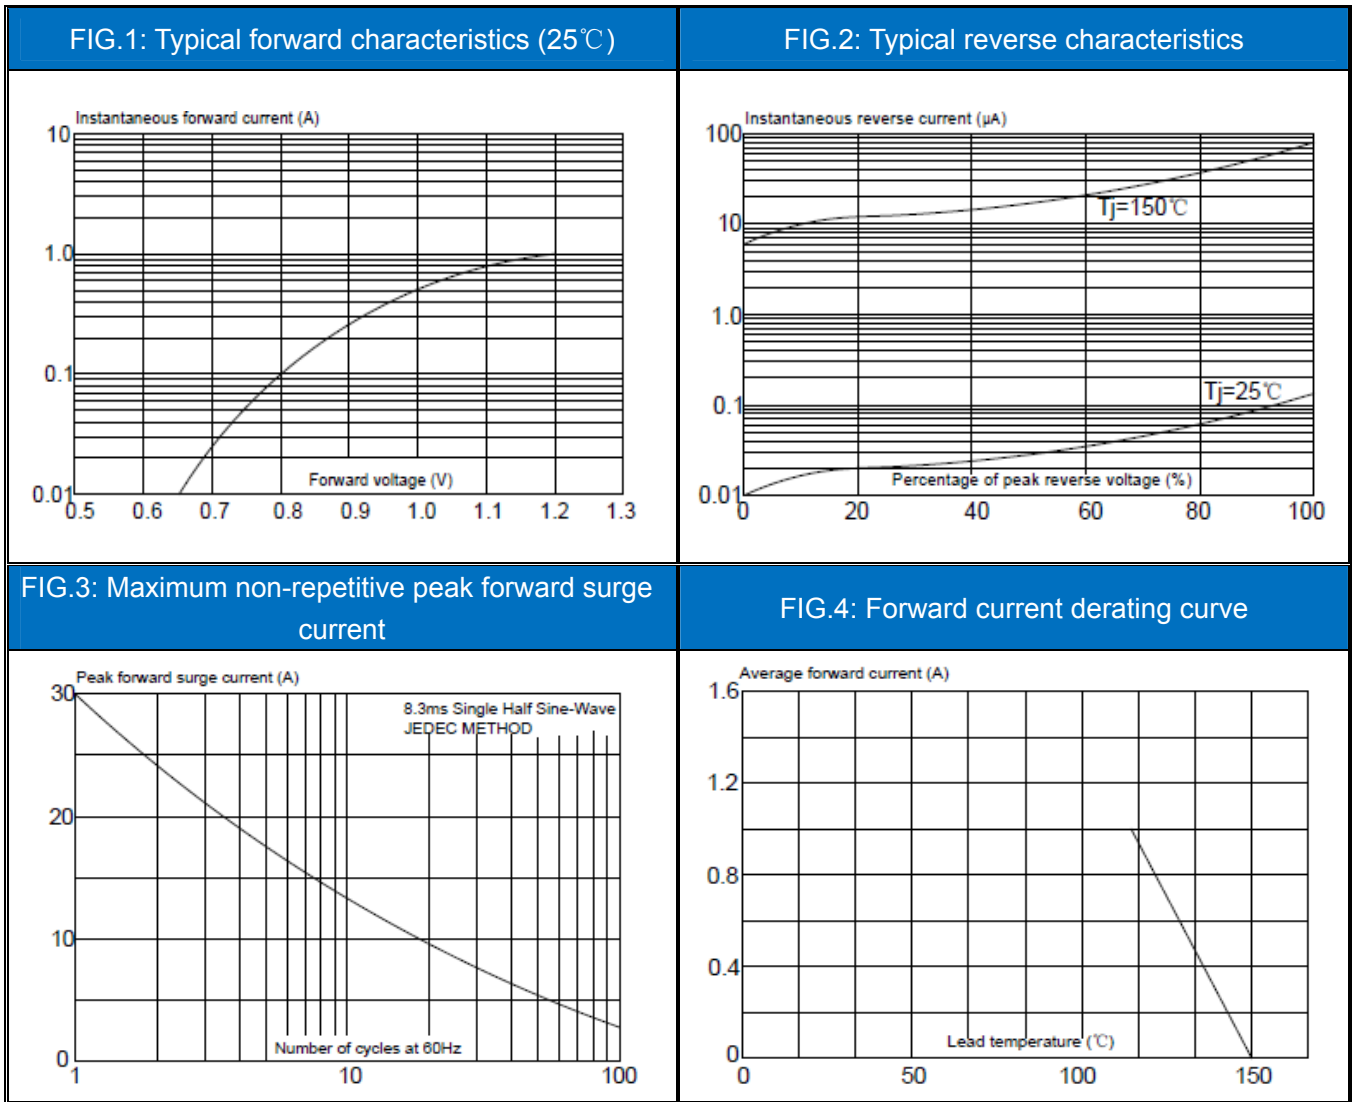 FIG.1: Typical forward characteristics (25℃)
FIG.2: Typical reverse characteristics
Instantaneous forward current (A)
10
1.0
0.1
0.01
Forward voltage (V)
0.5 0.6 0.7 0.8 0.9 1.0 1.1 1.2 1.3
Instantaneous reverse current (μA)
100
Tj=150℃
10
1.0
Tj=25℃
0.1
Percentage of peak reverse voltage (%)
0.01
0 20 40 60 80 100
FIG.3: Maximum non-repetitive peak forward surge
current
FIG.4: Forward current derating curve
Peak forward surge current (A)
30
8.3ms Single Half Sine-Wave
JEDEC METHOD
20
10
Number of cycles at 60Hz
0
1 10 100
Average forward current (A)
1.6
1.2
0.8
0.4
Lead temperature (℃)
0
0 50 100 150